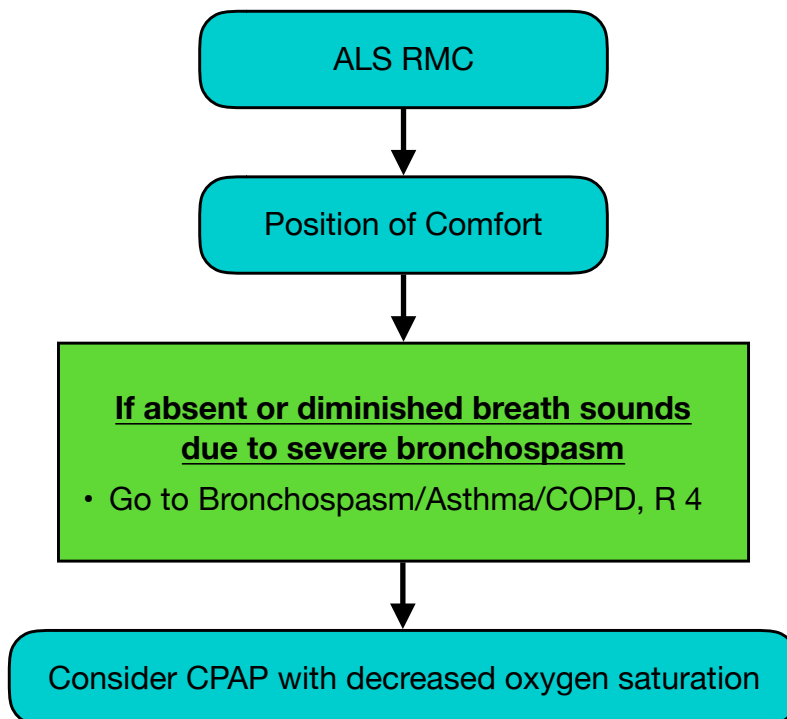 ALS RMC
Position of Comfort
If absent or diminished breath sounds
due to severe bronchospasm
• Go to Bronchospasm/Asthma/COPD, R 4
Consider CPAP with decreased oxygen saturation